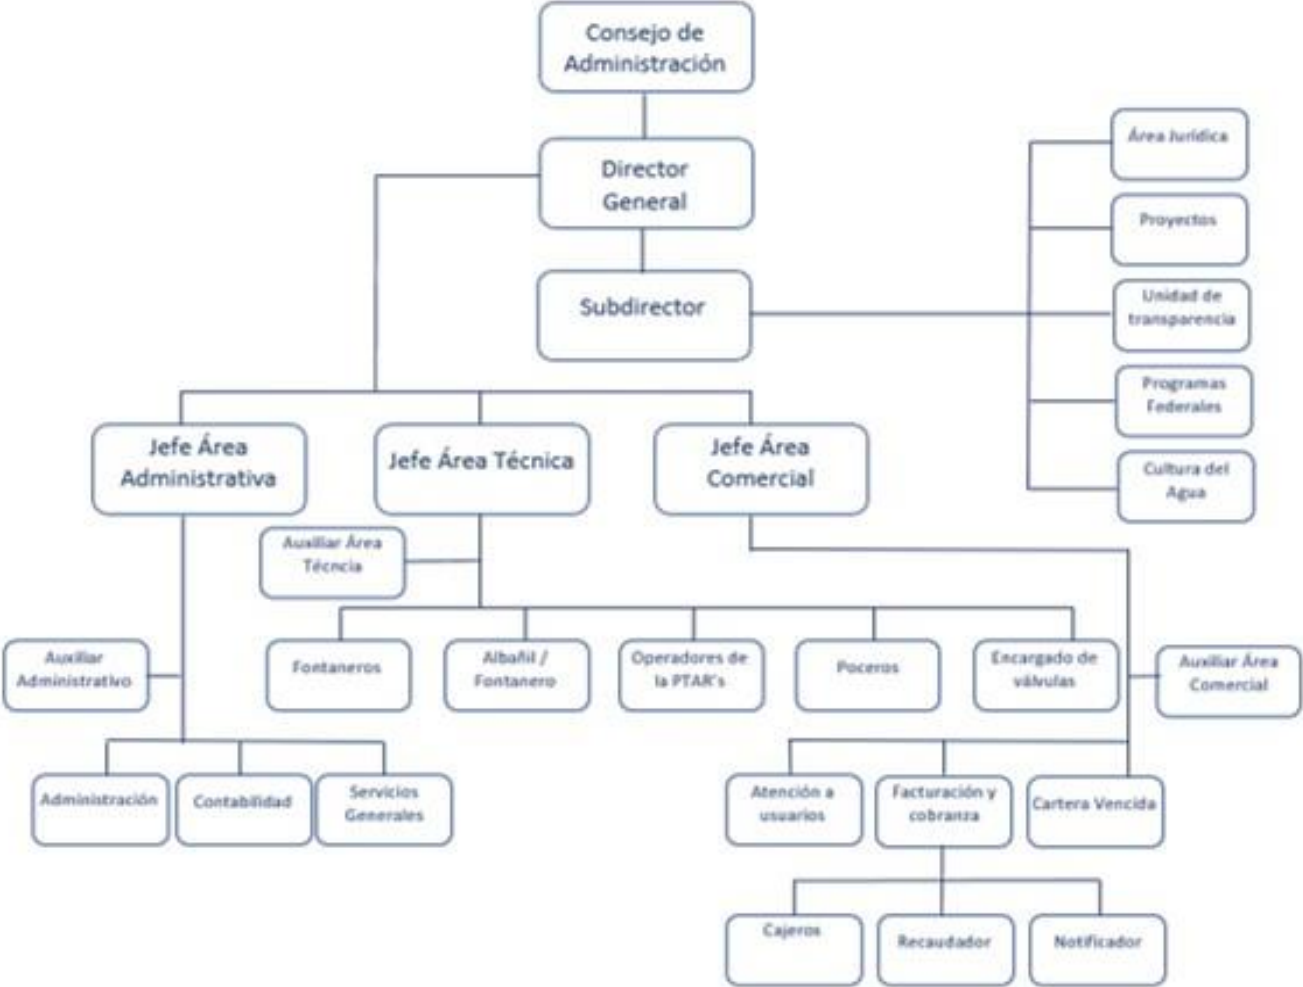 Consejo de
Administración
Director
General
Subdirector
Área Jurídica
Proyectos
Unidad de
transparencia
Programas
Federales
Cultura del
Agua
Jefe Área
Administrativa
Jefe Área Técnica
Jefe Área
Comercial
Auxiliar Área
Técncia
Fontaneros
Albañil /
Fontanero
Operadores de
la PTAR's
Poceros
Encargado de
válvulas
Auxiliar
Administrativo
Auxiliar Área
Comercial
Administración
Contabilidad
Servicios
Generales
Atención a
usuarios
Facturación y
cobranza
Cartera Vencida
Cajeros
Recaudador
Notificador